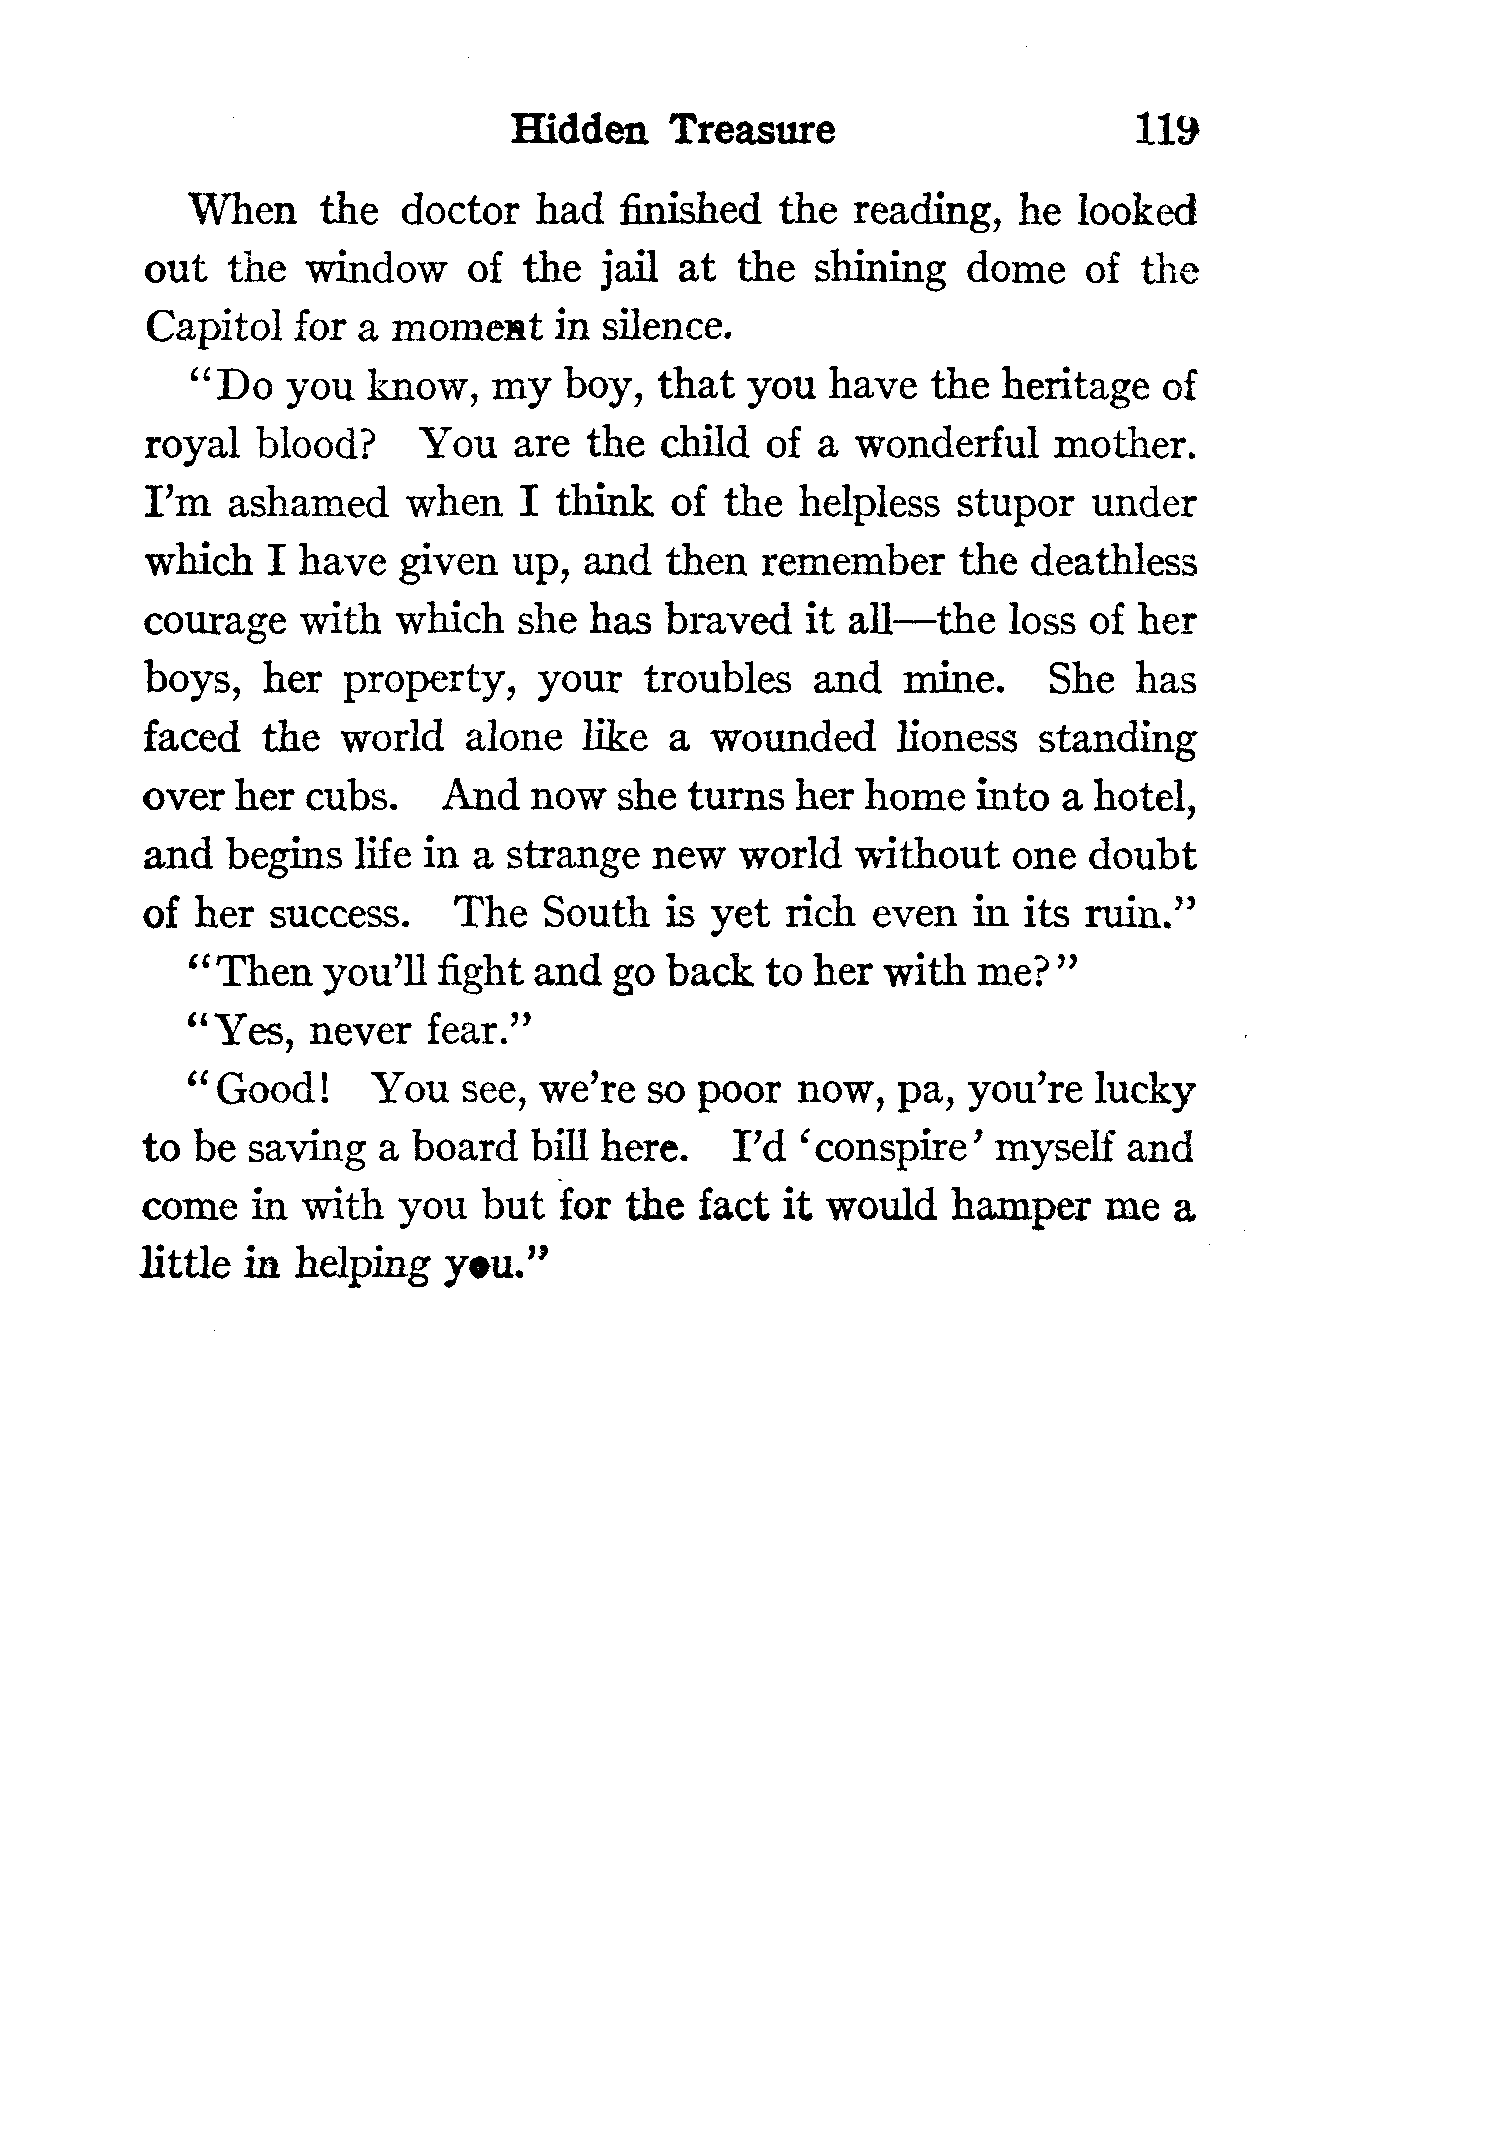 Hidden Treasure 119
When the doctor had finished the reading, he looked
out the window of the jail at the shining dome of the
Capitol for a moment in silence.
"Do you know, my boy, that you have the heritage of
royal blood? You are the child of a wonderful mother.
I'm ashamed when I think of the helpless stupor under
which I have given up, and then remember the deathless
courage with which she has braved it all—the loss of her
boys, her property, your troubles and mine. She has
faced the world alone like a wounded lioness standing
over her cubs. And now she turns her home into a hotel,
and begins life in a strange new world without one doubt
of her success. The South is yet rich even in its ruin."
"Then you'll fight and go back to her with me?"
"Yes, never fear."
"Good! You see, we're so poor now, pa, you're lucky
to be saving a board bill here. I'd 'conspire' myself and
come in with you but for the fact it would hamper me a
little in helping you."